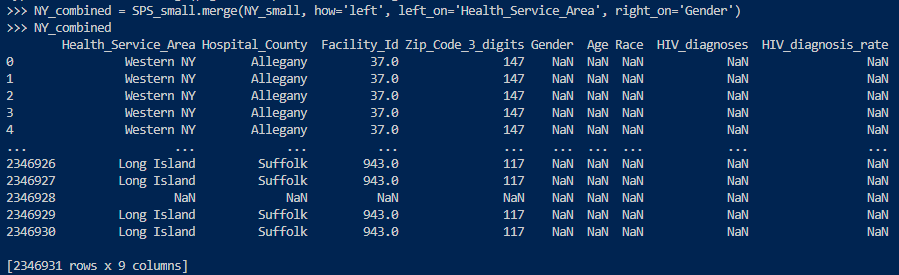 >>> NY_combined = SPS_small.merge(NY_small, how='left', left_on='Health_Service_Area', right_on='Gender')
>>> NY_combined
Health_Service_Area Hospital_County Facility_Id Zip_Code_3_digits Gender Age Race HIV_diagnoses HIV_diagnosis_rate
0 Western NY Allegany 37.0 147 NaN NaN NaN NaN NaN
1 Western NY Allegany 37.0 147 NaN NaN NaN NaN NaN
2 Western NY Allegany 37.0 147 NaN NaN NaN NaN NaN
3 Western NY Allegany 37.0 147 NaN NaN NaN NaN NaN
4 Western NY Allegany 37.0 147 NaN NaN NaN NaN NaN
... ... ... ... ... ... ... ... ... ...
2346926 Long Island Suffolk 943.0 117 NaN NaN NaN NaN NaN
2346927 Long Island Suffolk 943.0 117 NaN NaN NaN NaN NaN
2346928 NaN NaN NaN NaN NaN NaN NaN NaN NaN
2346929 Long Island Suffolk 943.0 117 NaN NaN NaN NaN NaN
2346930 Long Island Suffolk 943.0 117 NaN NaN NaN NaN NaN
[2346931 rows x 9 columns]